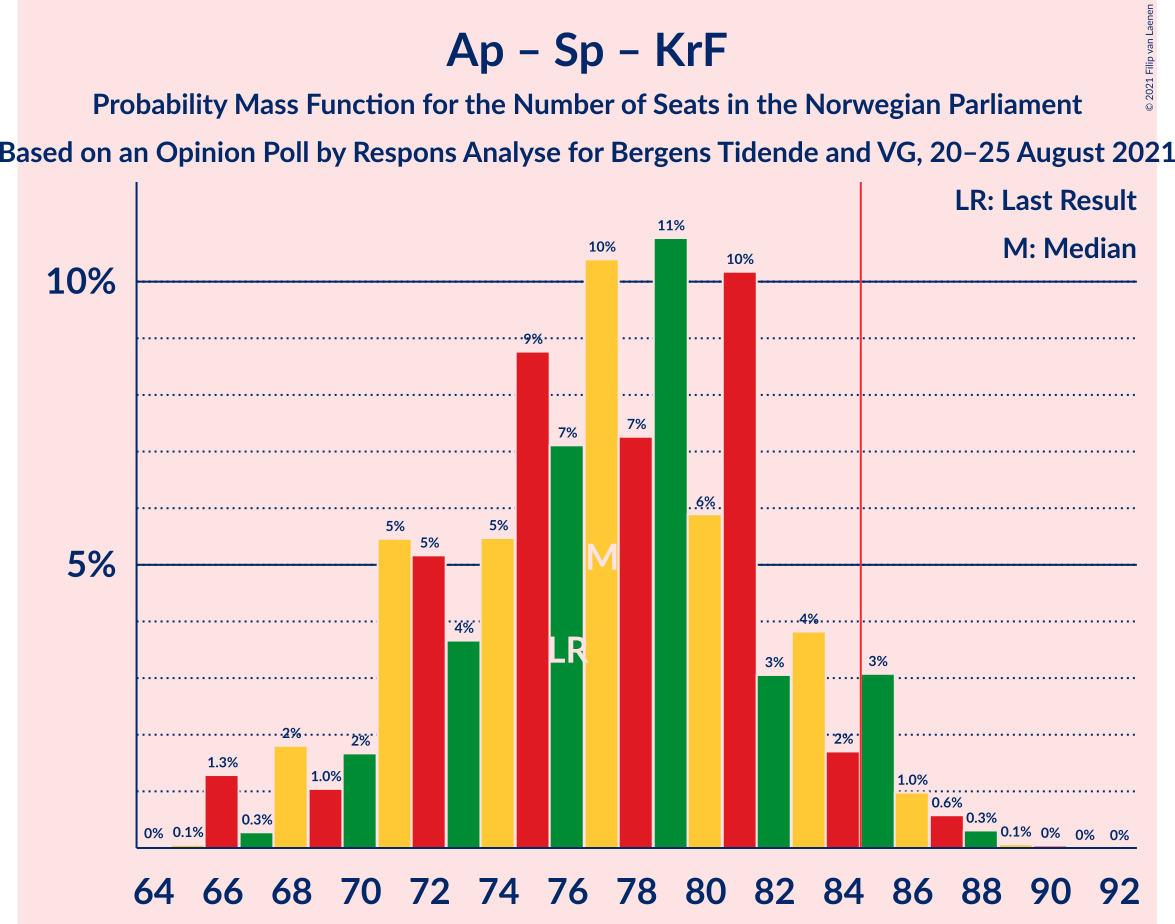 Ap – Sp – KrF
Probability Mass Function for the Number of Seats in the Norwegian Parliament
Based on an Opinion Poll by Respons Analyse for Bergens Tidende and VG, 20–25 August 2021
© 2021 Filip van Laenen
LR: Last Result
M: Median
10%
5%
0% 0.1% 1.3% 0.3% 2% 1.0% 2% 5% 5% 4% 5% 9% 7% 10% 7% 11% 6% 10% 3% 4% 2% 3% 1.0% 0.6% 0.3% 0.1% 0% 0% 0%
M
LR
64 66 68 70 72 74 76 78 80 82 84 86 88 90 92